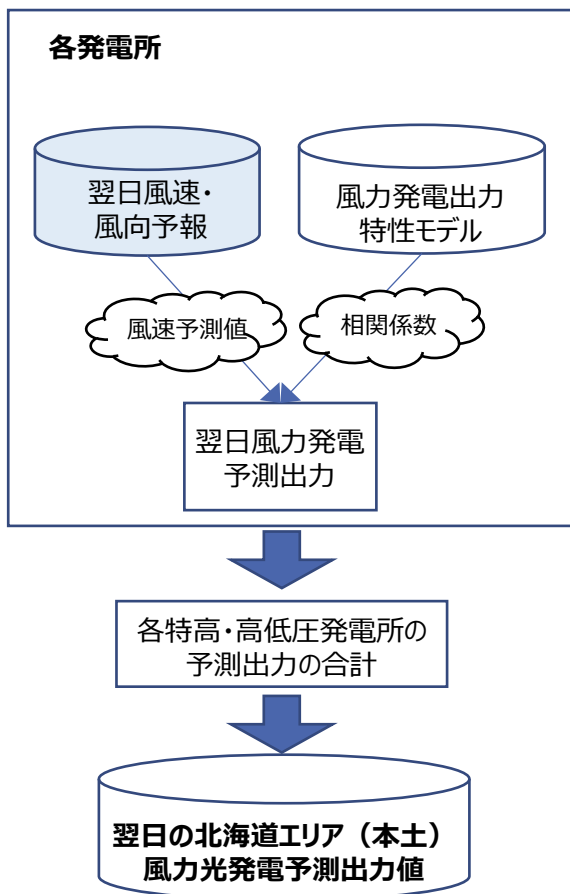 各発電所
翌日風速・
風向予報
風力発電出力
特性モデル
風速予測値
相関係数
翌日風力発電
予測出力
各特高・高低圧発電所の
予測出力の合計
翌日の北海道エリア（本土）
風力光発電予測出力値